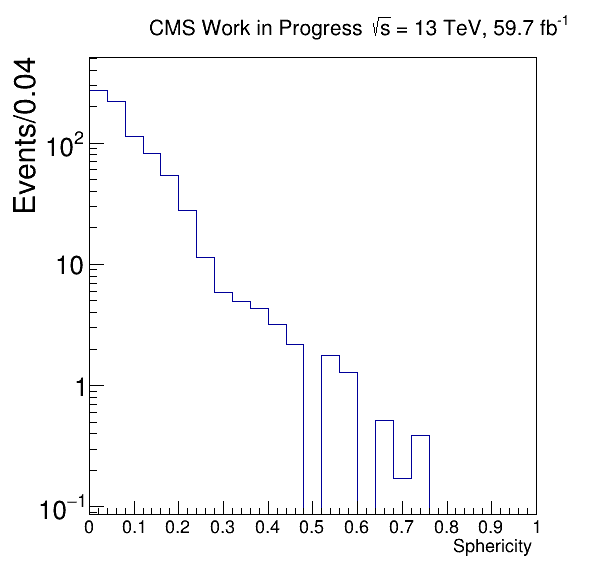 CMS Work in Progress √s = 13 TeV, 59.7 fb⁻¹
Events/0.04
10²
10
1
10⁻¹
0 0.1 0.2 0.3 0.4 0.5 0.6 0.7 0.8 0.9 1
Sphericity